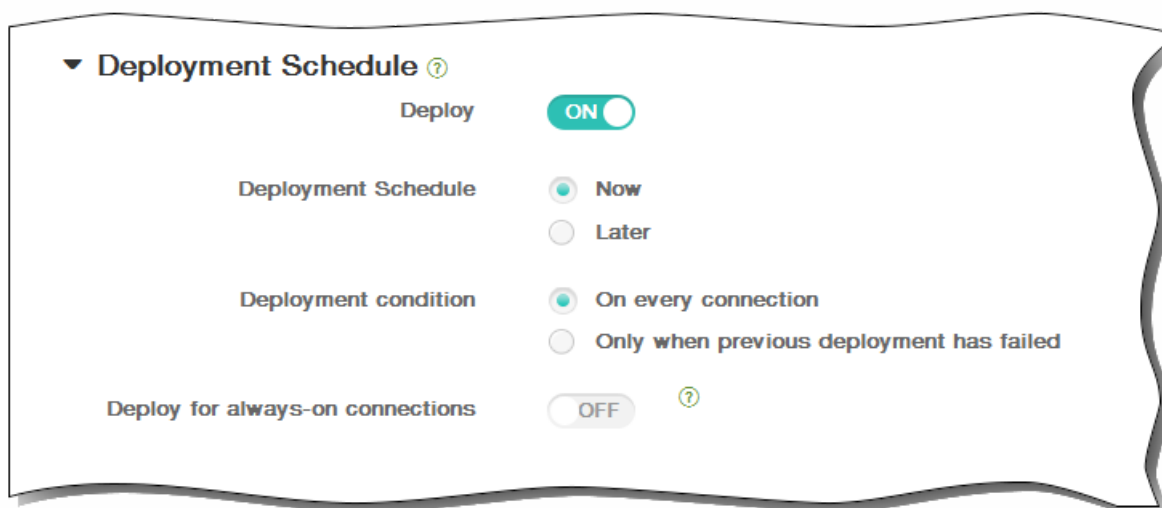 Deployment Schedule ?
Deploy ON
Deployment Schedule Now
Later
Deployment condition On every connection
Only when previous deployment has failed
Deploy for always-on connections OFF ?